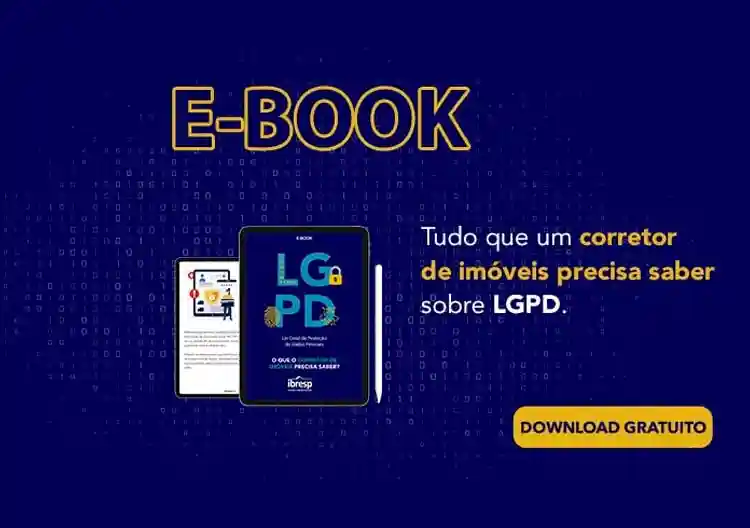 E-BOOK
Tudo que um corretor
de imóveis precisa saber
sobre LGPD.
E-BOOK
LG
PD
Lei Geral de Proteção
de Dados Pessoais
O QUE O CORRETOR DE
IMÓVEIS PRECISA SABER?
ibresp
DOWNLOAD GRATUITO